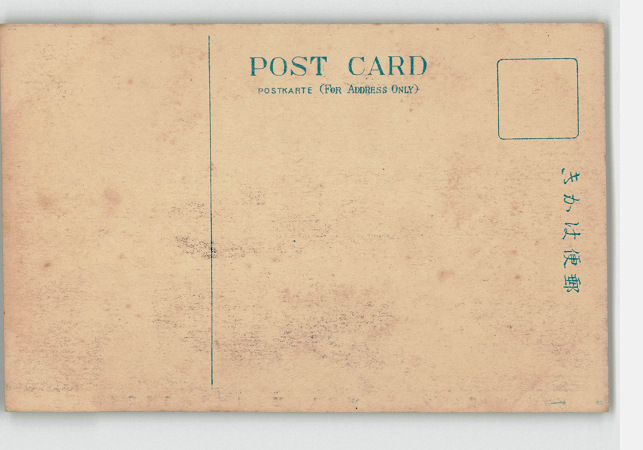 POST CARD
POSTKARTE (FOR ADDRESS ONLY)
きかは便郵